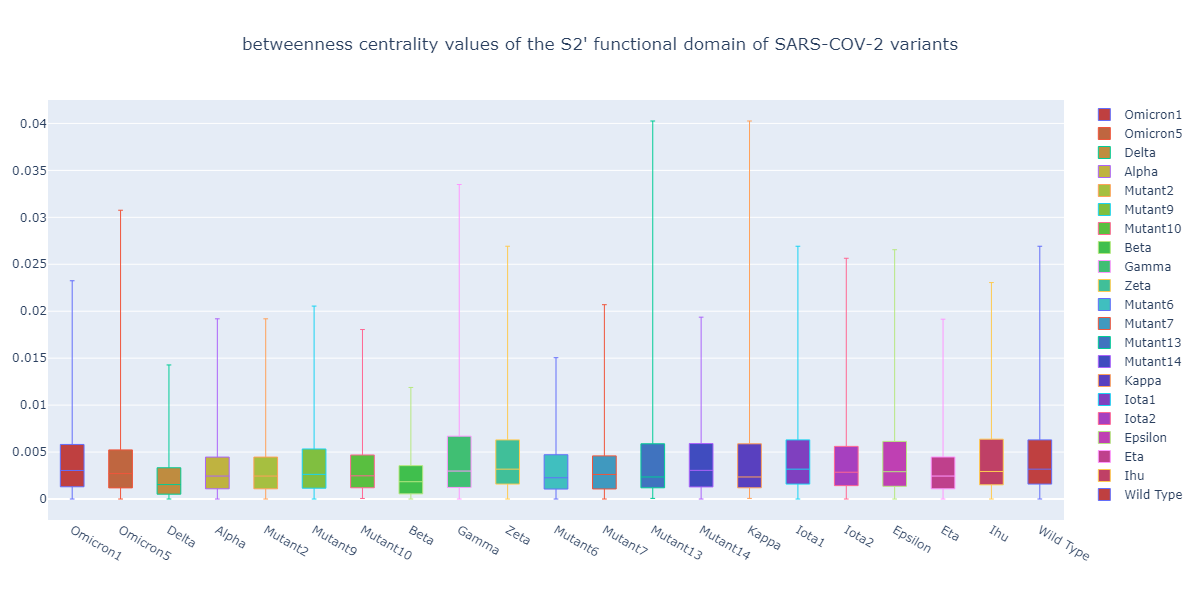 betweenness centrality values of the S2' functional domain of SARS-COV-2 variants
0.04
0.035
0.03
0.025
0.02
0.015
0.01
0.005
0
Omicron1
Omicron5
Delta
Alpha
Mutant2
Mutant9
Mutant10
Beta
Gamma
Zeta
Mutant6
Mutant7
Mutant13
Mutant14
Kappa
Iota1
Iota2
Epsilon
Eta
Ihu
Wild Type
Omicron1
Omicron5
Delta
Alpha
Mutant2
Mutant9
Mutant10
Beta
Gamma
Zeta
Mutant6
Mutant7
Mutant13
Mutant14
Kappa
Iota1
Iota2
Epsilon
Eta
Ihu
Wild Type